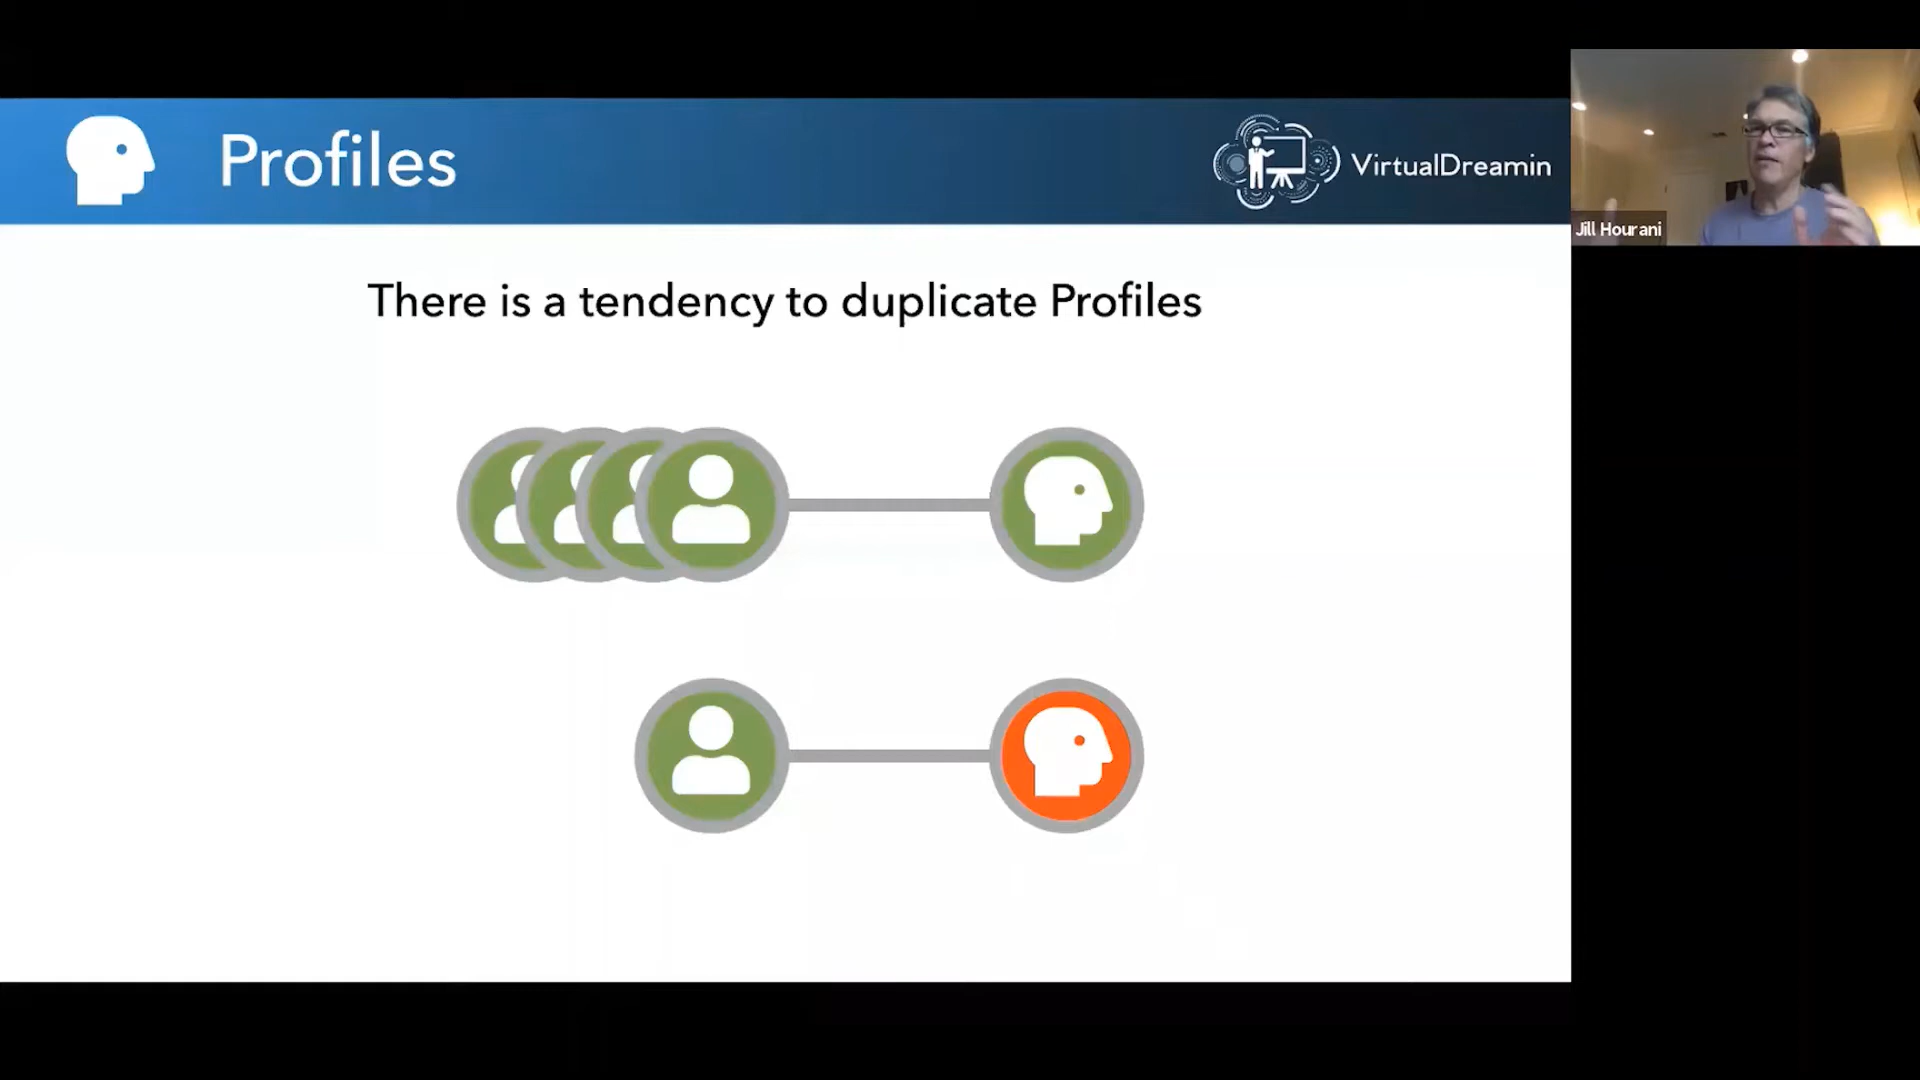 Profiles
VirtualDreamin
Jill Hourani
There is a tendency to duplicate Profiles